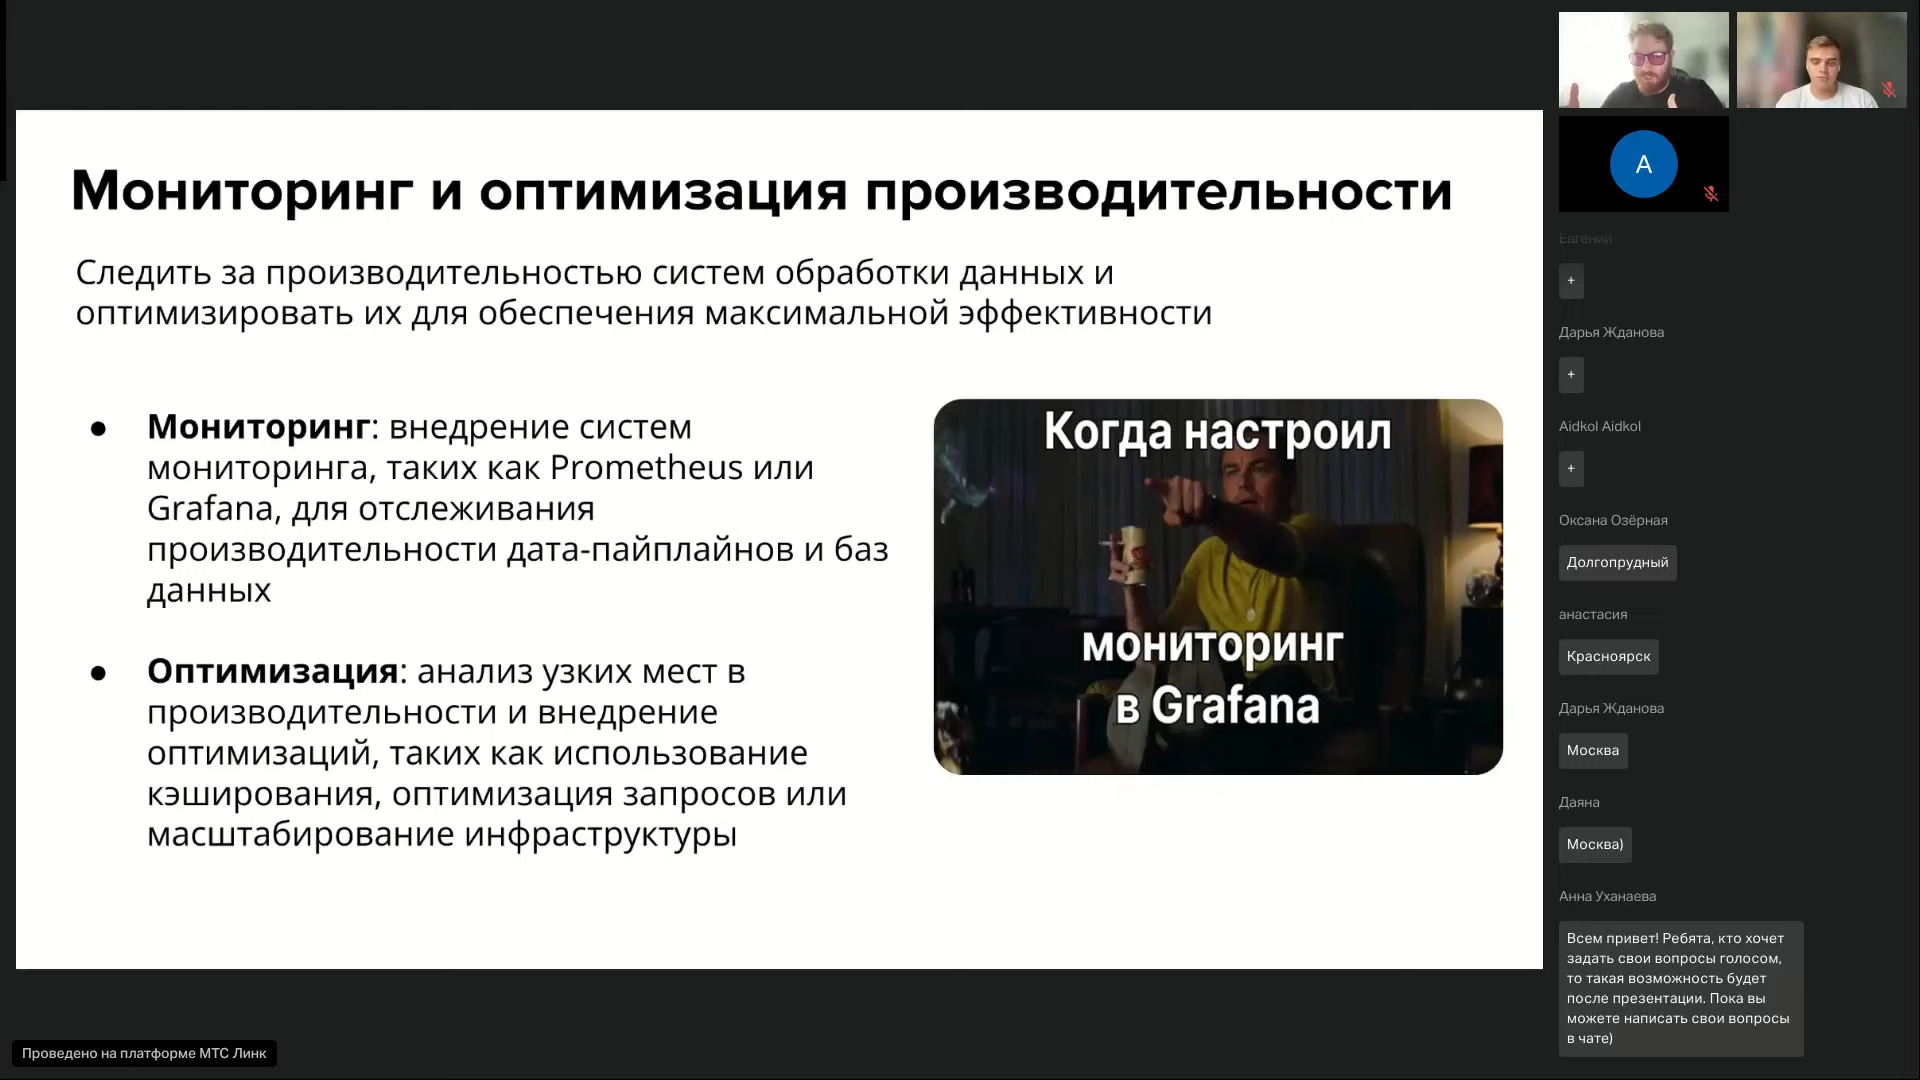 Мониторинг и оптимизация производительности
Следить за производительностью систем обработки данных и
оптимизировать их для обеспечения максимальной эффективности
● Мониторинг: внедрение систем
мониторинга, таких как Prometheus или
Grafana, для отслеживания
производительности дата-пайплайнов и баз
данных
● Оптимизация: анализ узких мест в
производительности и внедрение
оптимизаций, таких как использование
кэширования, оптимизация запросов или
масштабирование инфраструктуры
Когда настроил
мониторинг
в Grafana
Проведено на платформе МТС Линк
A
Евгений
+
Дарья Жданова
+
Aidkol Aidkol
+
Оксана Озёрная
Долгопрудный
анастасия
Красноярск
Дарья Жданова
Москва
Даяна
Москва)
Анна Уханаева
Всем привет! Ребята, кто хочет
задать свои вопросы голосом,
то такая возможность будет
после презентации. Пока вы
можете написать свои вопросы
в чате)